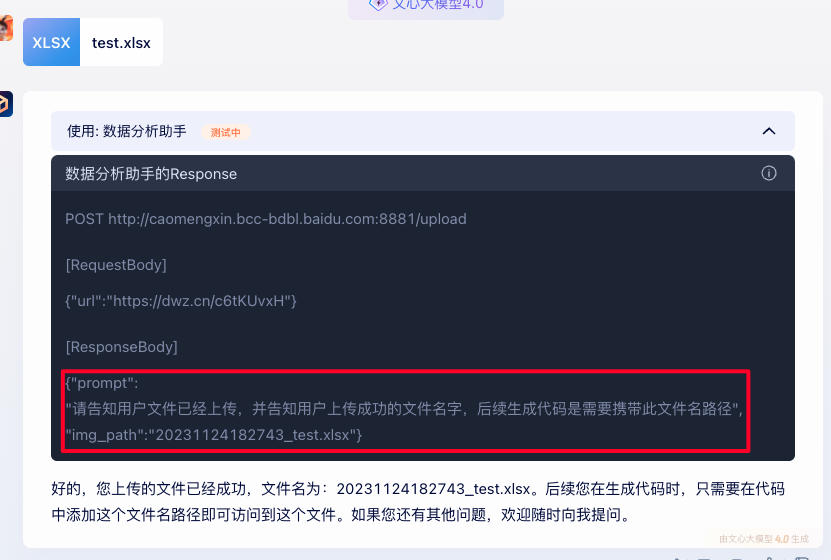 文心大模型4.0
XLSX
test.xlsx
使用: 数据分析助手 测试中
数据分析助手的Response
POST http://caomengxin.bcc-bdbl.baidu.com:8881/upload
[RequestBody]
{"url":"https://dwz.cn/c6tKUvxH"}
[ResponseBody]
{"prompt":
"请告知用户文件已经上传，并告知用户上传成功的文件名字，后续生成代码是需要携带此文件名路径",
"img_path":"20231124182743_test.xlsx"}
好的，您上传的文件已经成功，文件名为：20231124182743_test.xlsx。后续您在生成代码时，只需要在代码
中添加这个文件名路径即可访问到这个文件。如果您还有其他问题，欢迎随时向我提问。
由文心大模型 4.0 生成